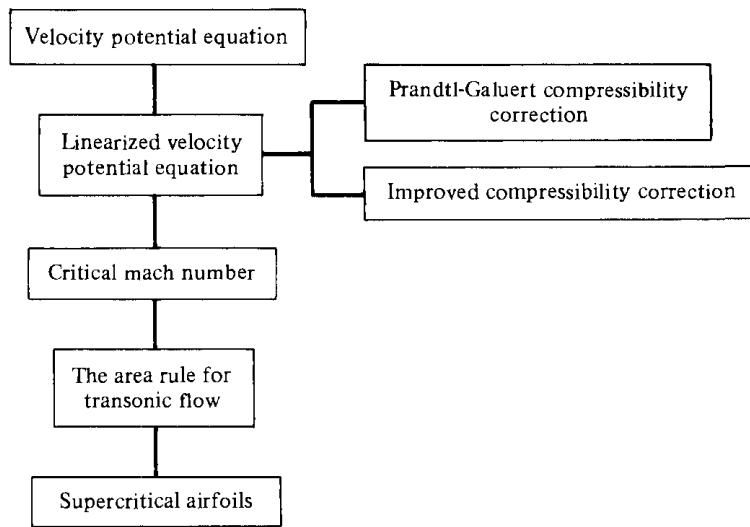 Velocity potential equation
Prandtl-Galuert compressibility
correction
Linearized velocity
potential equation
Improved compressibility correction
Critical mach number
The area rule for
transonic flow
Supercritical airfoils